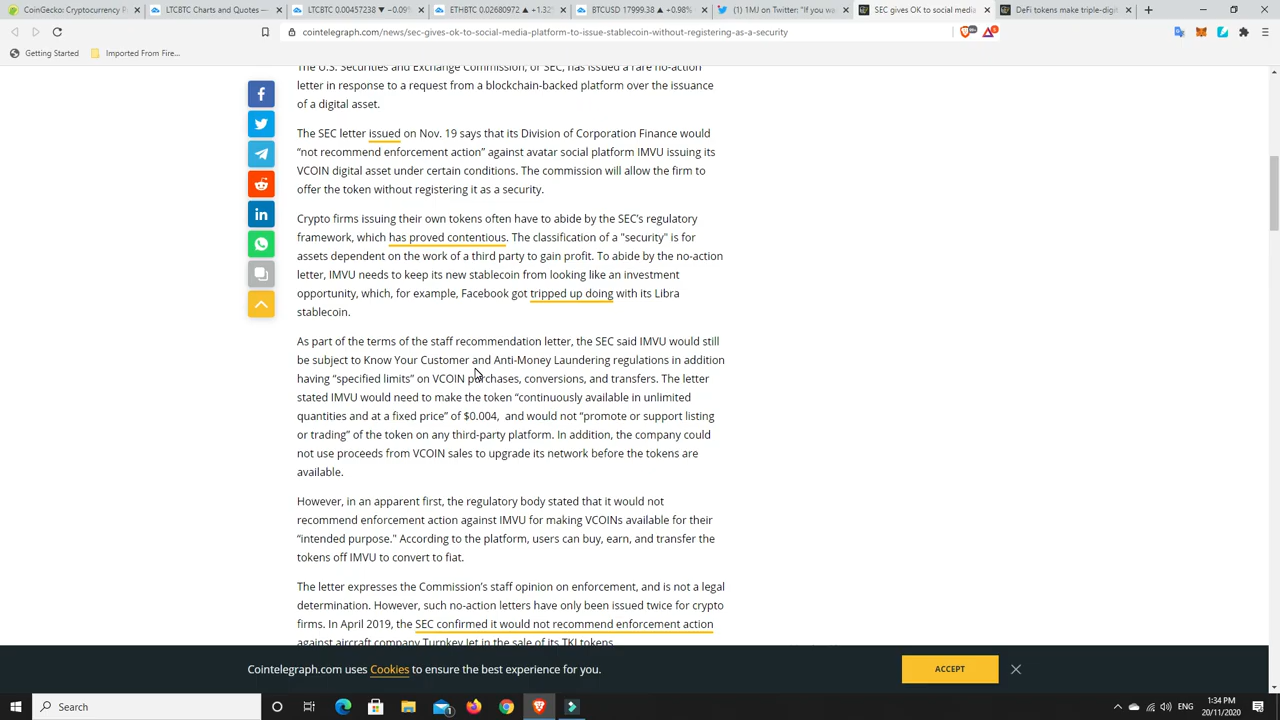 CoinGecko: Cryptocurrency P
LTCBTC Charts and Quotes —
LTCBTC 0.00457238 −0.09%
ETHBTC 0.02680972 +1.32%
BTCUSD 17999.38 +0.98%
(1) 1MJ on Twitter: "If you wa
SEC gives OK to social media
DeFi tokens make triple-digit
cointelegraph.com/news/sec-gives-ok-to-social-media-platform-to-issue-stablecoin-without-registering-as-a-security
Getting Started
Imported From Fire...
The U.S. Securities and Exchange Commission, or SEC, has issued a rare no-action
letter in response to a request from a blockchain-backed platform over the issuance
of a digital asset.
The SEC letter issued on Nov. 19 says that its Division of Corporation Finance would
“not recommend enforcement action” against avatar social platform IMVU issuing its
VCOIN digital asset under certain conditions. The commission will allow the firm to
offer the token without registering it as a security.
Crypto firms issuing their own tokens often have to abide by the SEC’s regulatory
framework, which has proved contentious. The classification of a "security" is for
assets dependent on the work of a third party to gain profit. To abide by the no-action
letter, IMVU needs to keep its new stablecoin from looking like an investment
opportunity, which, for example, Facebook got tripped up doing with its Libra
stablecoin.
As part of the terms of the staff recommendation letter, the SEC said IMVU would still
be subject to Know Your Customer and Anti-Money Laundering regulations in addition
having “specified limits” on VCOIN purchases, conversions, and transfers. The letter
stated IMVU would need to make the token “continuously available in unlimited
quantities and at a fixed price” of $0.004, and would not “promote or support listing
or trading” of the token on any third-party platform. In addition, the company could
not use proceeds from VCOIN sales to upgrade its network before the tokens are
available.
However, in an apparent first, the regulatory body stated that it would not
recommend enforcement action against IMVU for making VCOINs available for their
“intended purpose." According to the platform, users can buy, earn, and transfer the
tokens off IMVU to convert to fiat.
The letter expresses the Commission’s staff opinion on enforcement, and is not a legal
determination. However, such no-action letters have only been issued twice for crypto
firms. In April 2019, the SEC confirmed it would not recommend enforcement action
against aircraft company Turnkey Jet in the sale of its TKJ tokens.
Cointelegraph.com uses Cookies to ensure the best experience for you.
ACCEPT
Search
ENG
1:34 PM
20/11/2020